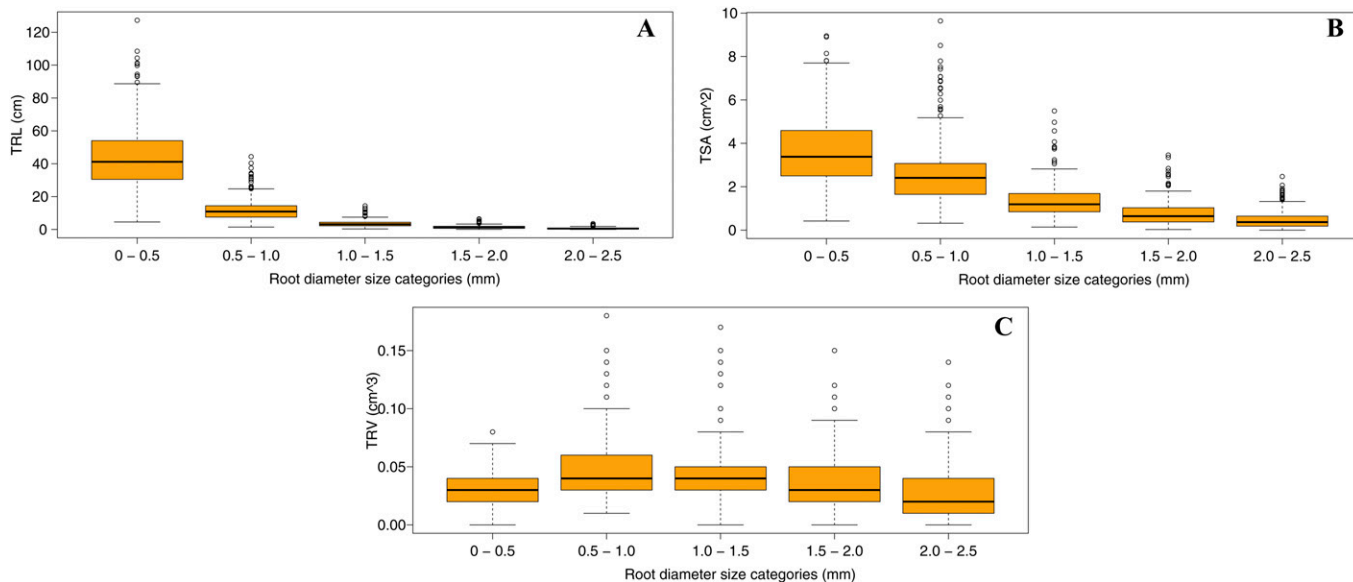 A
TRL (cm)
120
100
80
60
40
20
0
0 – 0.5 0.5 – 1.0 1.0 – 1.5 1.5 – 2.0 2.0 – 2.5
Root diameter size categories (mm)
B
TSA (cm^2)
10
8
6
4
2
0
0 – 0.5 0.5 – 1.0 1.0 – 1.5 1.5 – 2.0 2.0 – 2.5
Root diameter size categories (mm)
C
TRV (cm^3)
0.15
0.10
0.05
0.00
0 – 0.5 0.5 – 1.0 1.0 – 1.5 1.5 – 2.0 2.0 – 2.5
Root diameter size categories (mm)